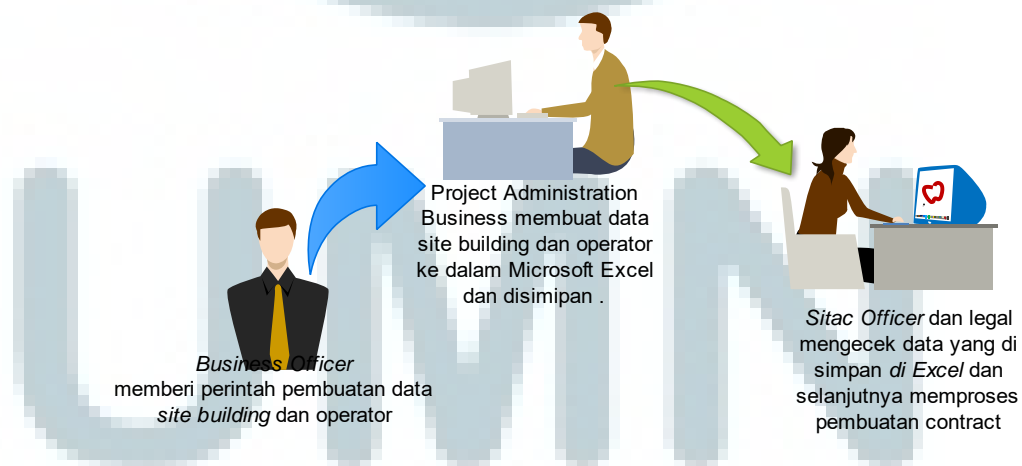 Project Administration
Business membuat data
site building dan operator
ke dalam Microsoft Excel
dan disimipan .
Business Officer
memberi perintah pembuatan data
site building dan operator
Sitac Officer dan legal
mengecek data yang di
simpan di Excel dan
selanjutnya memproses
pembuatan contract
UMN